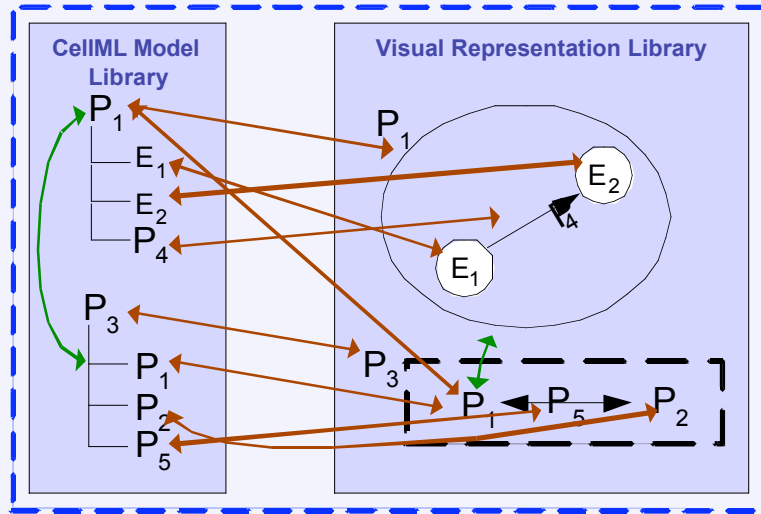 CellML Model
Library
P1
E1
E2
P4
P3
P1
P2
P5
Visual Representation Library
P1
E2
P4
E1
P3
P1
P5
P2